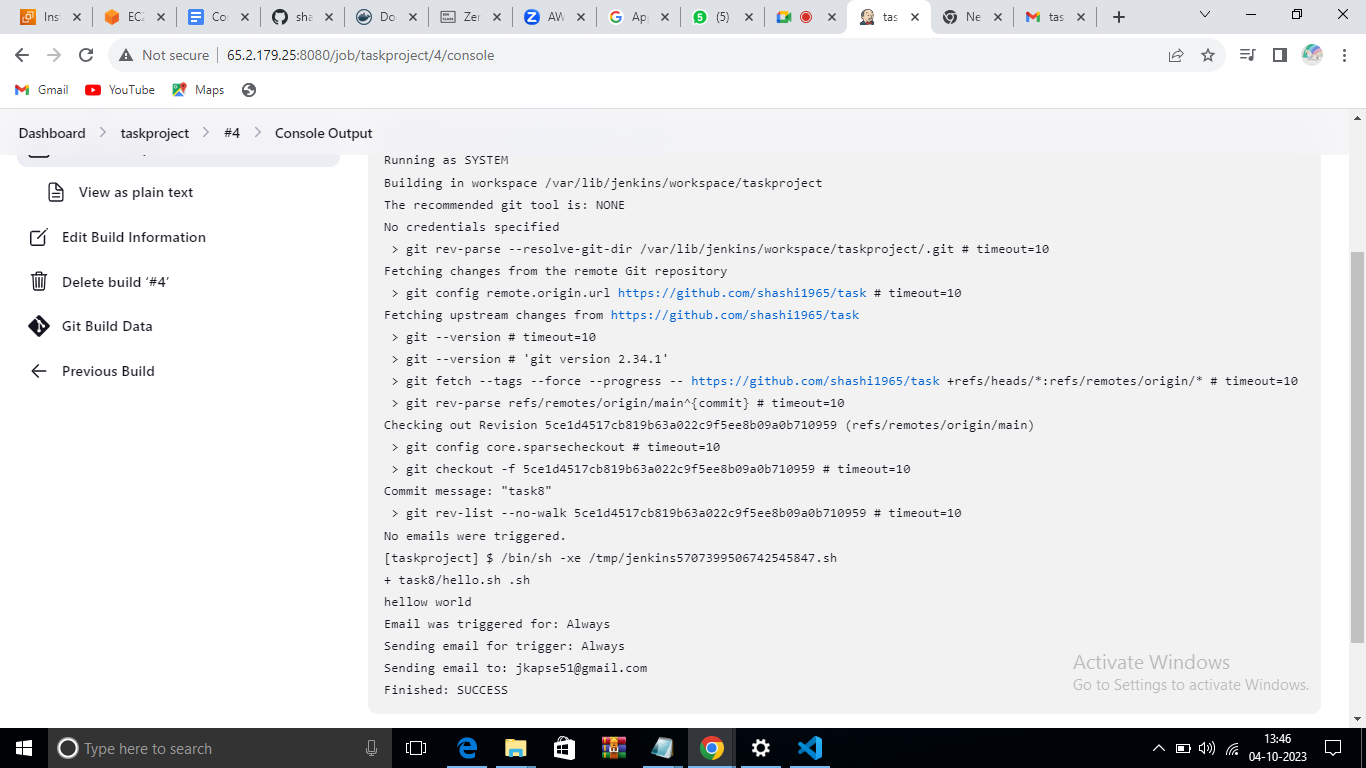 Inst
EC2
Con
sha
Do
Zer
AW
App
(5)
tas
Ne
tas
Not secure
65.2.179.25:8080/job/taskproject/4/console
Gmail
YouTube
Maps
Dashboard
taskproject
#4
Console Output
View as plain text
Edit Build Information
Delete build ‘#4’
Git Build Data
Previous Build
Running as SYSTEM
Building in workspace /var/lib/jenkins/workspace/taskproject
The recommended git tool is: NONE
No credentials specified
> git rev-parse --resolve-git-dir /var/lib/jenkins/workspace/taskproject/.git # timeout=10
Fetching changes from the remote Git repository
> git config remote.origin.url https://github.com/shashi1965/task # timeout=10
Fetching upstream changes from https://github.com/shashi1965/task
> git --version # timeout=10
> git --version # 'git version 2.34.1'
> git fetch --tags --force --progress -- https://github.com/shashi1965/task +refs/heads/*:refs/remotes/origin/* # timeout=10
> git rev-parse refs/remotes/origin/main^{commit} # timeout=10
Checking out Revision 5ce1d4517cb819b63a022c9f5ee8b09a0b710959 (refs/remotes/origin/main)
> git config core.sparsecheckout # timeout=10
> git checkout -f 5ce1d4517cb819b63a022c9f5ee8b09a0b710959 # timeout=10
Commit message: "task8"
> git rev-list --no-walk 5ce1d4517cb819b63a022c9f5ee8b09a0b710959 # timeout=10
No emails were triggered.
[taskproject] $ /bin/sh -xe /tmp/jenkins5707399506742545847.sh
+ task8/hello.sh .sh
hellow world
Email was triggered for: Always
Sending email for trigger: Always
Sending email to: jkapse51@gmail.com
Finished: SUCCESS
Activate Windows
Go to Settings to activate Windows.
Type here to search
13:46
04-10-2023